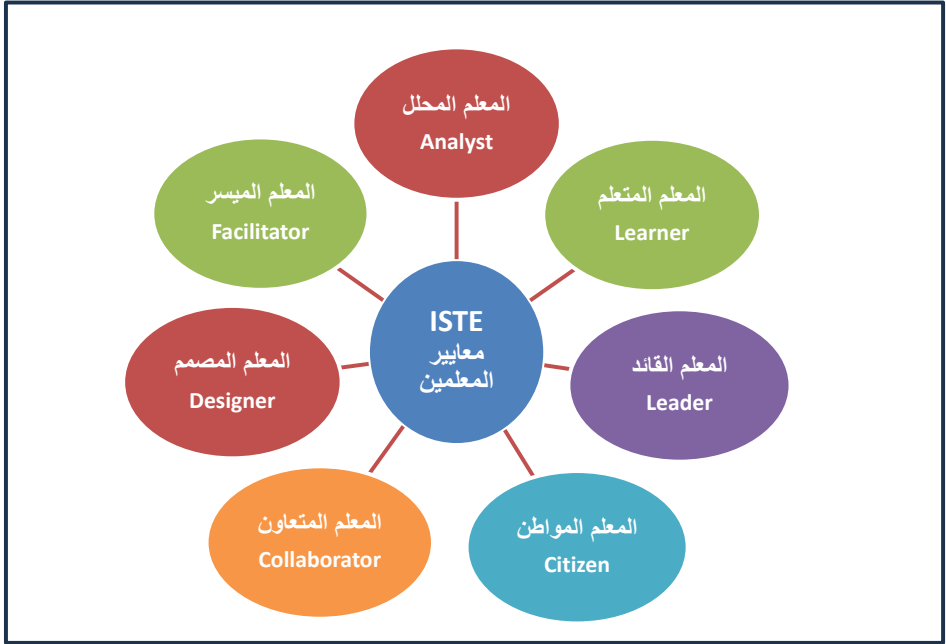 المعلم المحلل
Analyst
المعلم المتعلم
Learner
المعلم القائد
Leader
المعلم المواطن
Citizen
المعلم المتعاون
Collaborator
المعلم المصمم
Designer
المعلم الميسر
Facilitator
ISTE
معايير
المعلمين